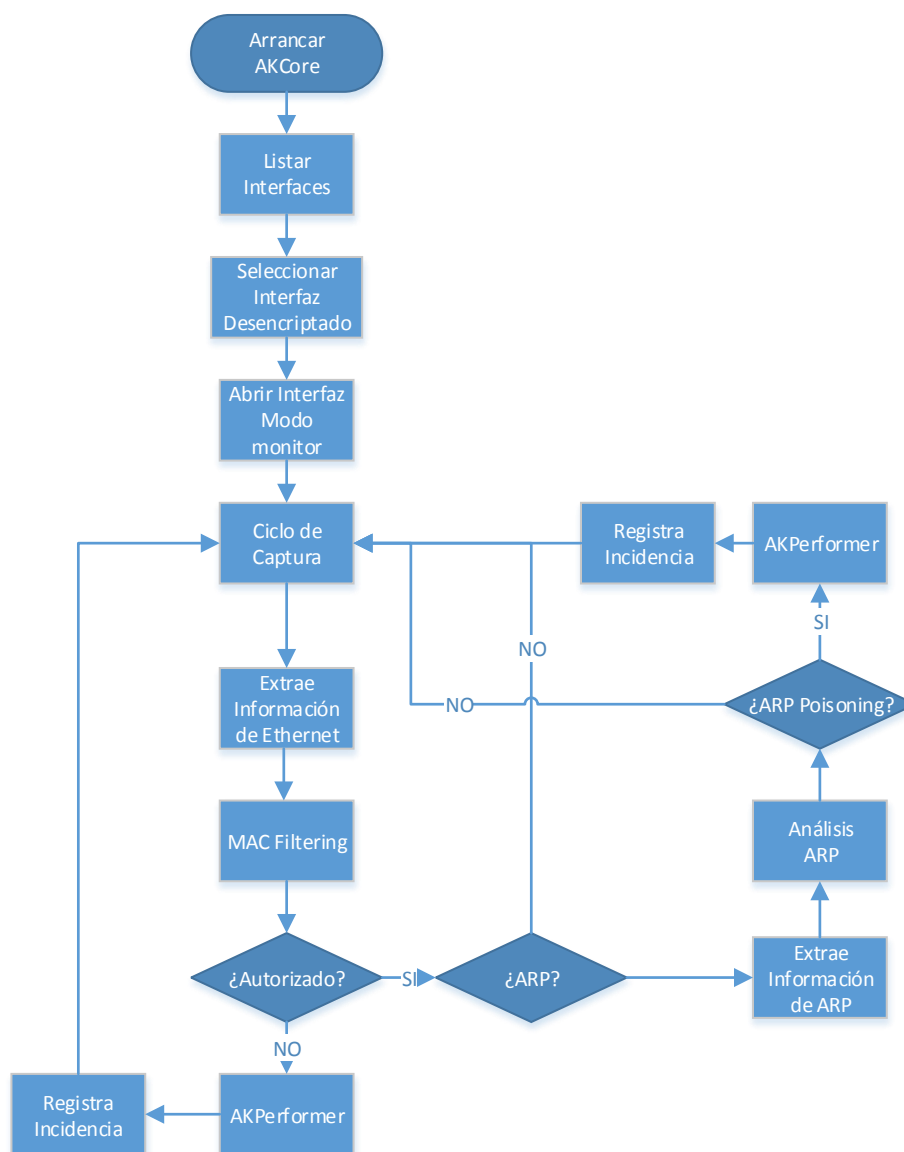 Arrancar
AKCore
Listar
Interfaces
Seleccionar
Interfaz
Desencriptado
Abrir Interfaz
Modo
monitor
Ciclo de
Captura
Registra
Incidencia
AKPerformer
SI
NO
Extrae
Información
de Ethernet
NO
¿ARP Poisoning?
MAC Filtering
Análisis
ARP
¿Autorizado?
SI
¿ARP?
Extrae
Información
de ARP
NO
Registra
Incidencia
AKPerformer